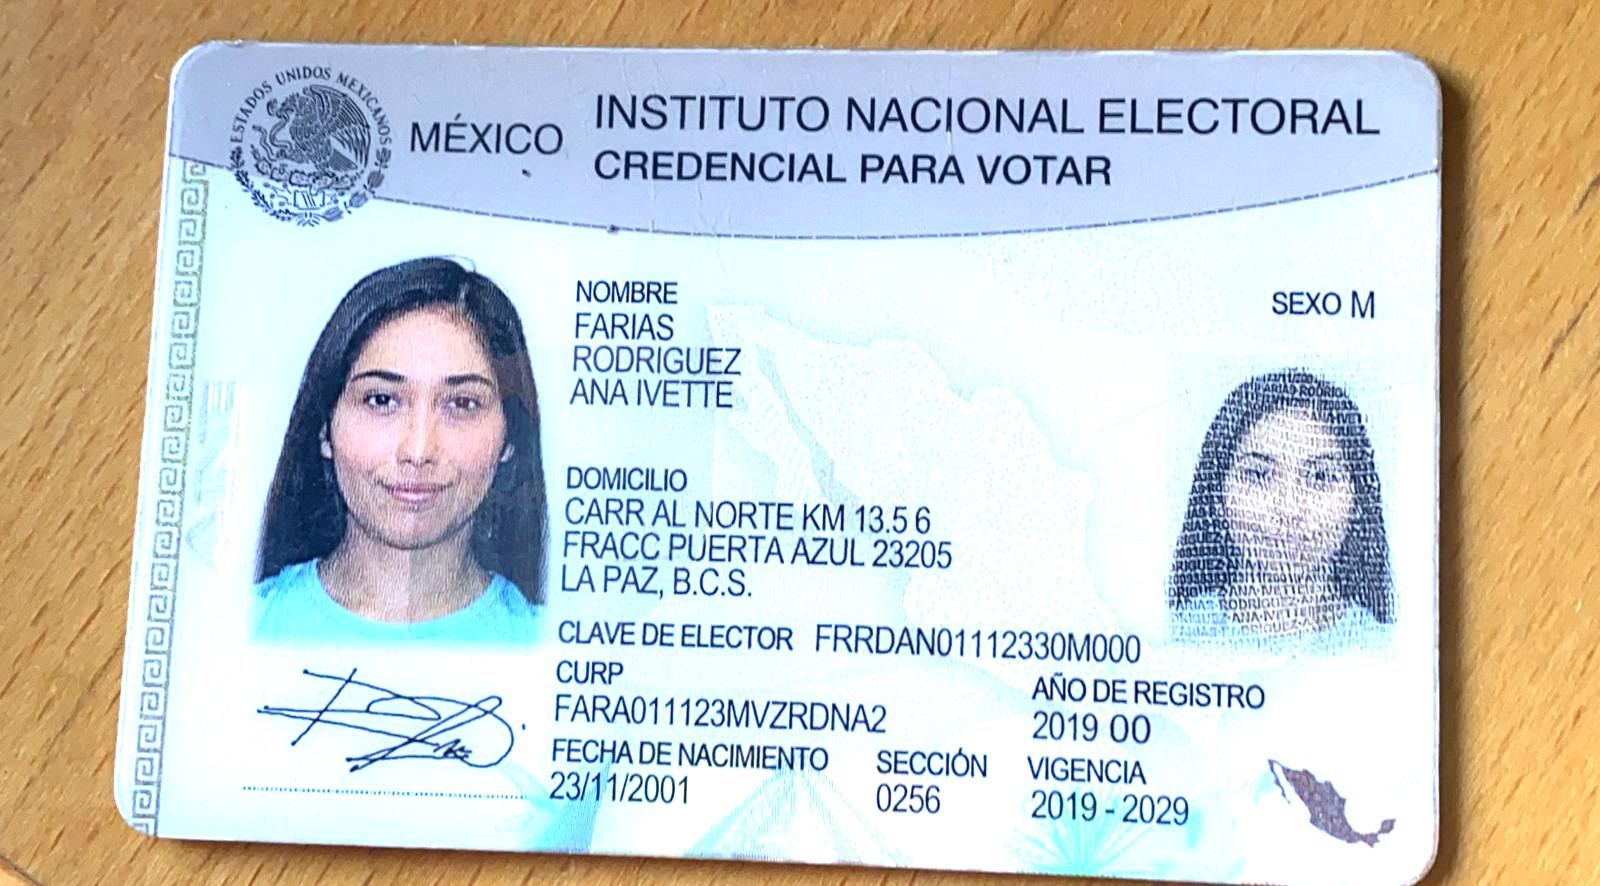 ESTADOS UNIDOS MEXICANOS
MÉXICO
INSTITUTO NACIONAL ELECTORAL
CREDENCIAL PARA VOTAR
NOMBRE
FARIAS
RODRIGUEZ
ANA IVETTE
SEXO M
DOMICILIO
CARR AL NORTE KM 13.5 6
FRACC PUERTA AZUL 23205
LA PAZ, B.C.S.
CLAVE DE ELECTOR FRRDAN01112330M000
CURP
FARA011123MVZRDNA2
AÑO DE REGISTRO
2019 00
FECHA DE NACIMIENTO
23/11/2001
SECCIÓN
0256
VIGENCIA
2019 - 2029